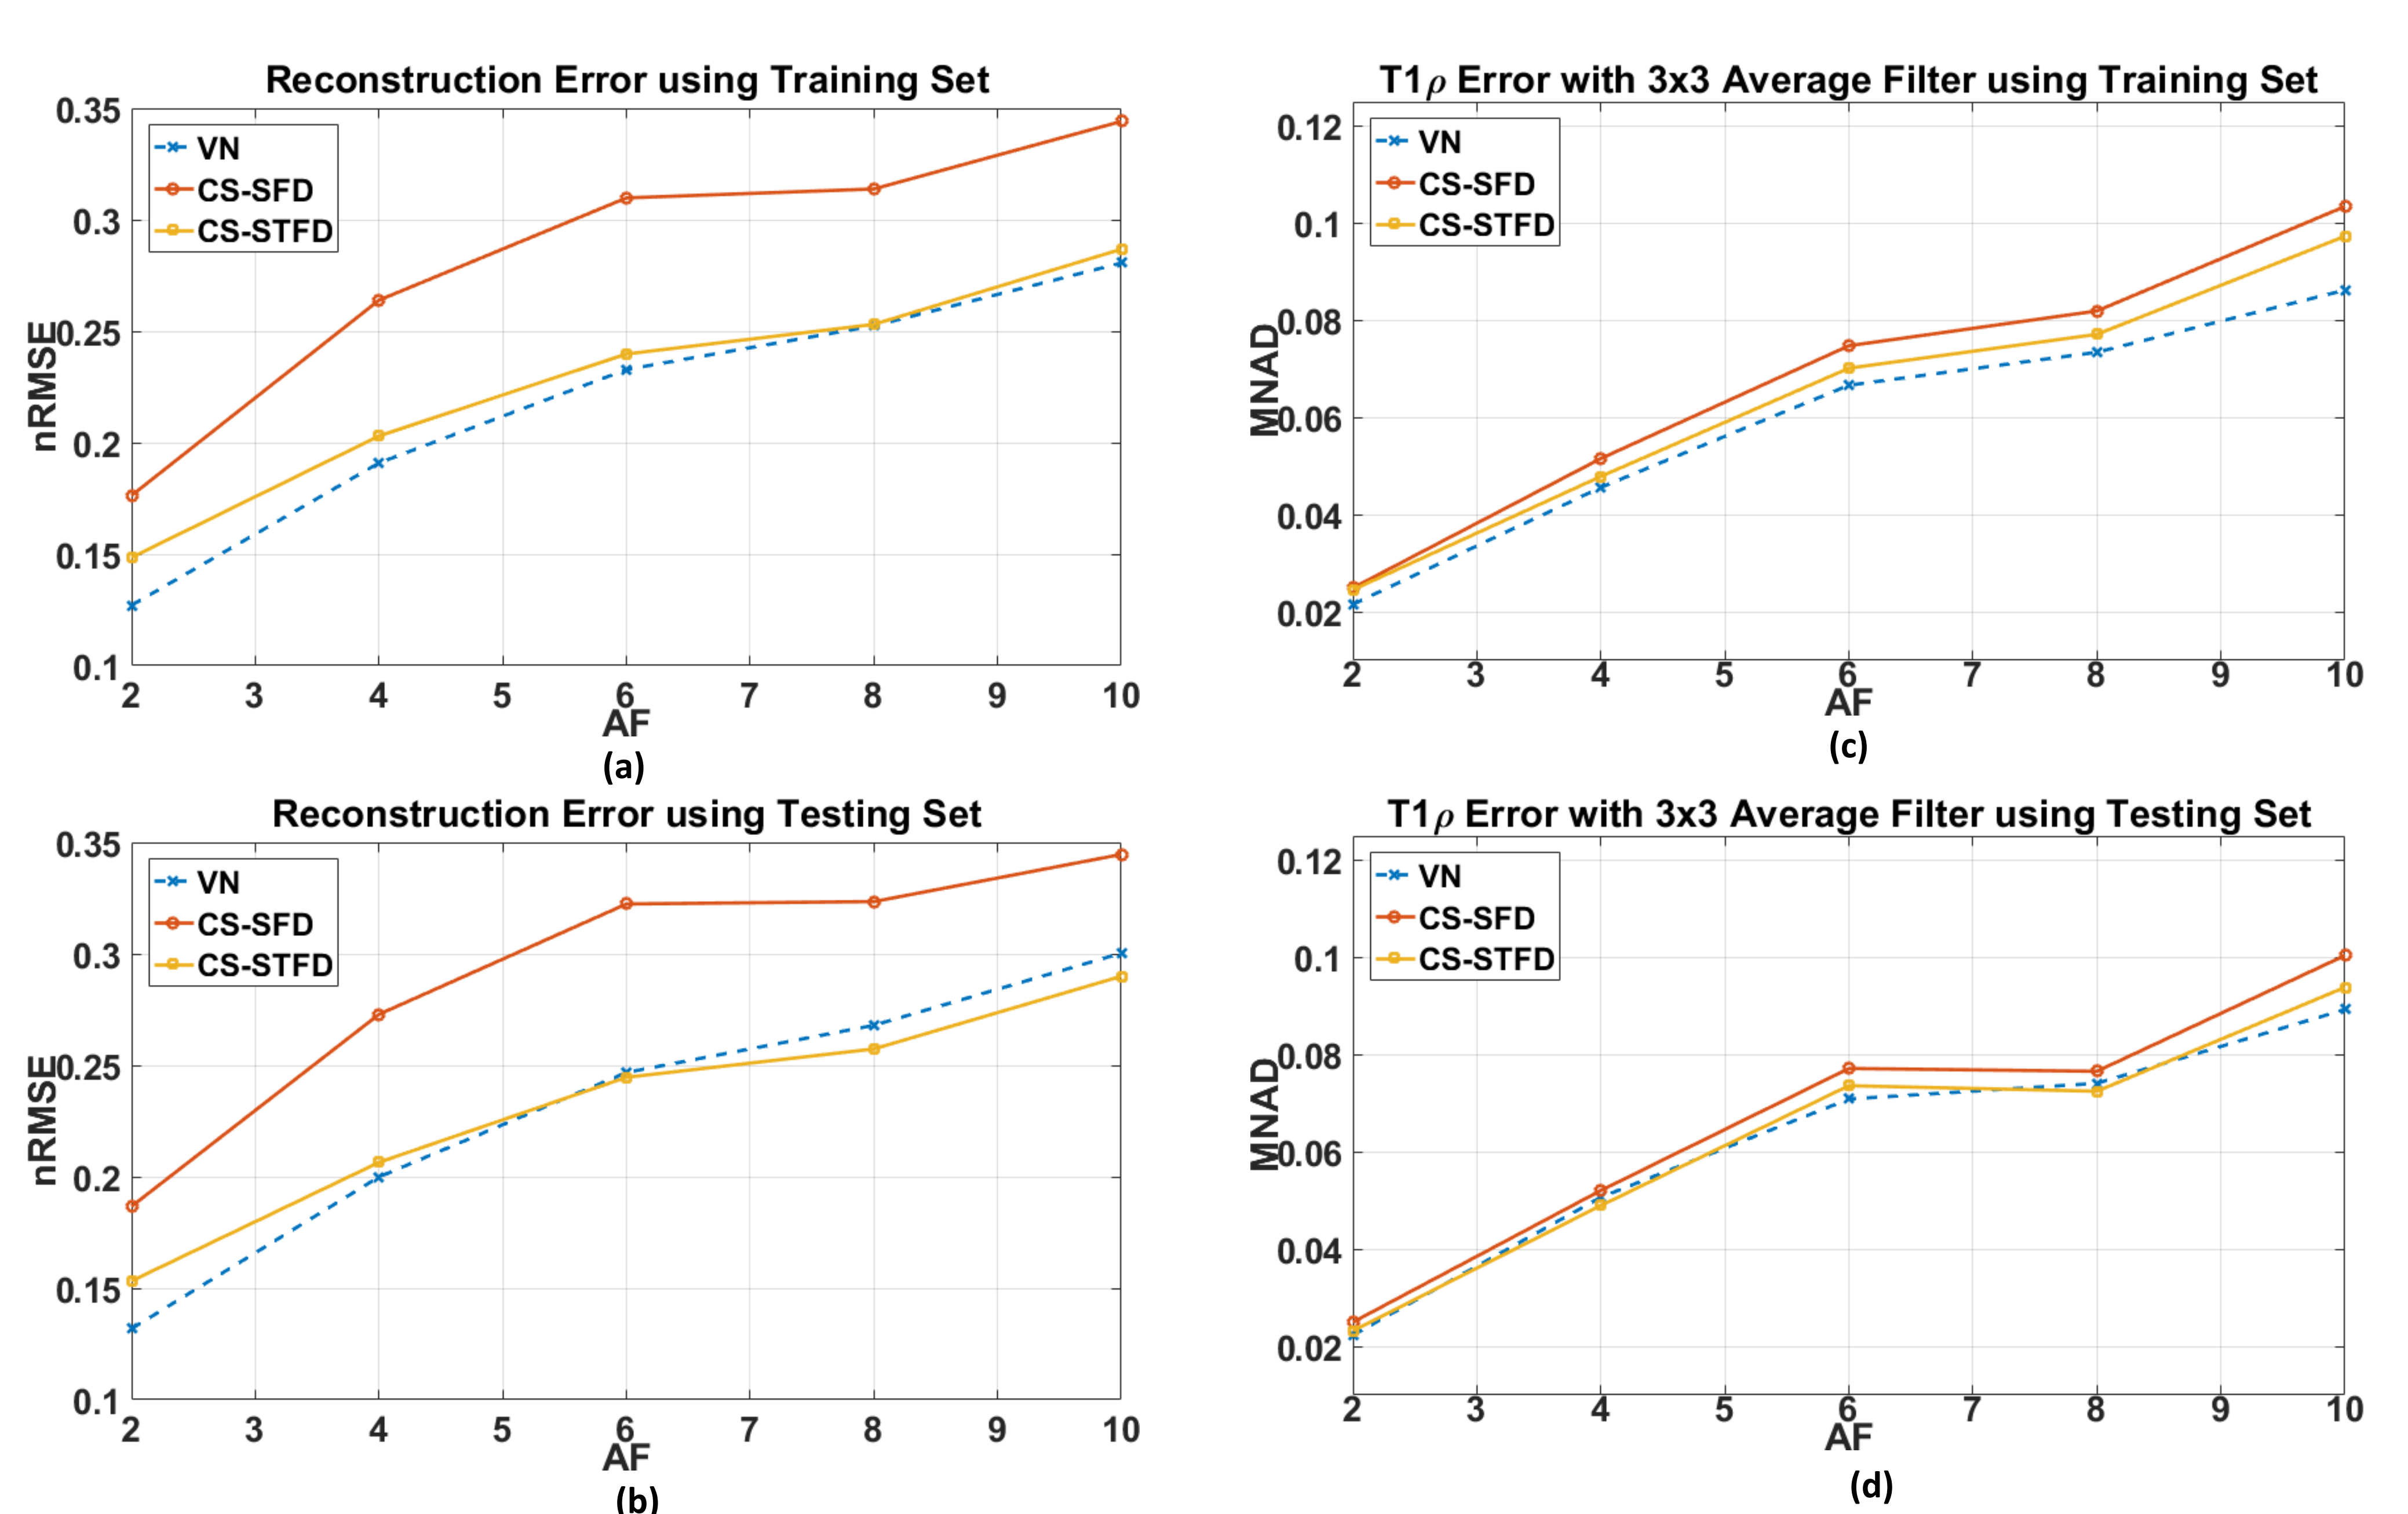 Reconstruction Error using Training Set
0.35
0.3
0.25
0.2
0.15
0.1
nRMSE
VN
CS-SFD
CS-STFD
2 3 4 5 6 7 8 9 10
AF
(a)
T1ρ Error with 3x3 Average Filter using Training Set
0.12
0.1
0.08
0.06
0.04
0.02
MNAD
VN
CS-SFD
CS-STFD
2 3 4 5 6 7 8 9 10
AF
(c)
Reconstruction Error using Testing Set
0.35
0.3
0.25
0.2
0.15
0.1
nRMSE
VN
CS-SFD
CS-STFD
2 3 4 5 6 7 8 9 10
AF
(b)
T1ρ Error with 3x3 Average Filter using Testing Set
0.12
0.1
0.08
0.06
0.04
0.02
MNAD
VN
CS-SFD
CS-STFD
2 3 4 5 6 7 8 9 10
AF
(d)